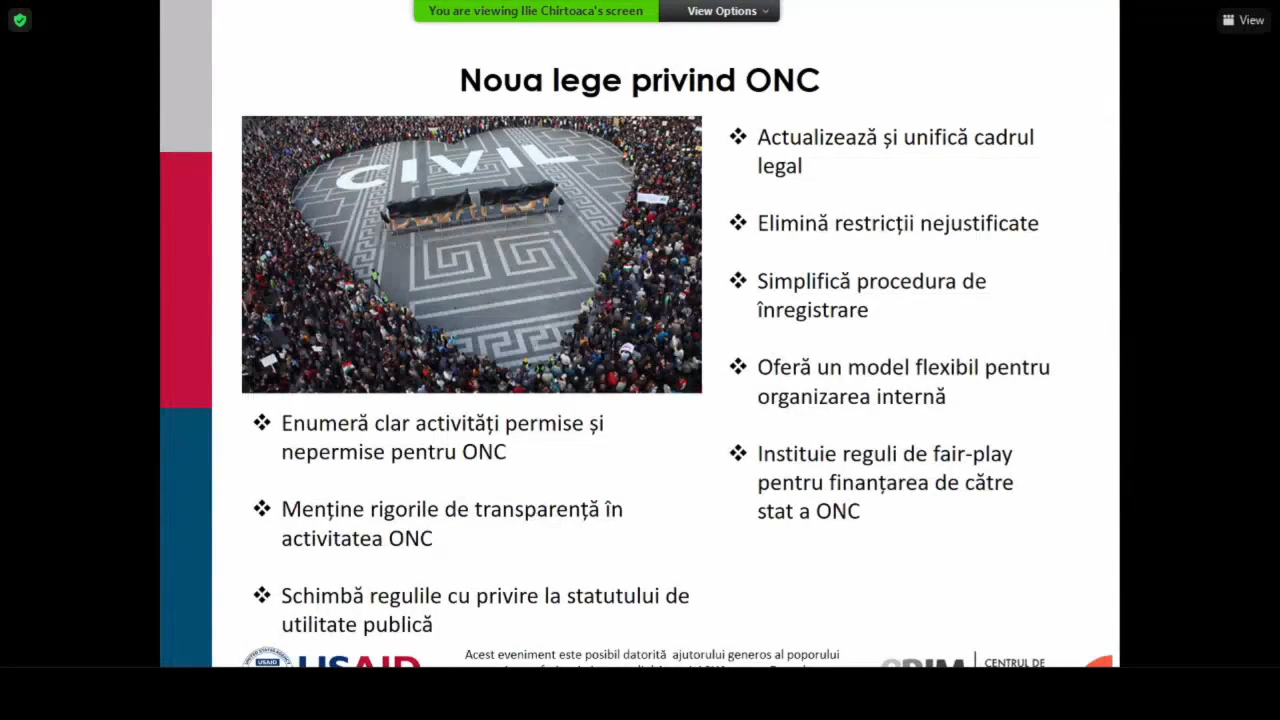 You are viewing Ilie Chirtoaca's screen
View Options
View
Noua lege privind ONC
CIVIL
❖ Enumeră clar activități permise și
nepermise pentru ONC
❖ Menține rigorile de transparență în
activitatea ONC
❖ Schimbă regulile cu privire la statutului de
utilitate publică
❖ Actualizează și unifică cadrul
legal
❖ Elimină restricții nejustificate
❖ Simplifică procedura de
înregistrare
❖ Oferă un model flexibil pentru
organizarea internă
❖ Instituie reguli de fair-play
pentru finanțarea de către
stat a ONC
USAID
USAID
Acest eveniment este posibil datorită ajutorului generos al poporului
CENTRUL DE